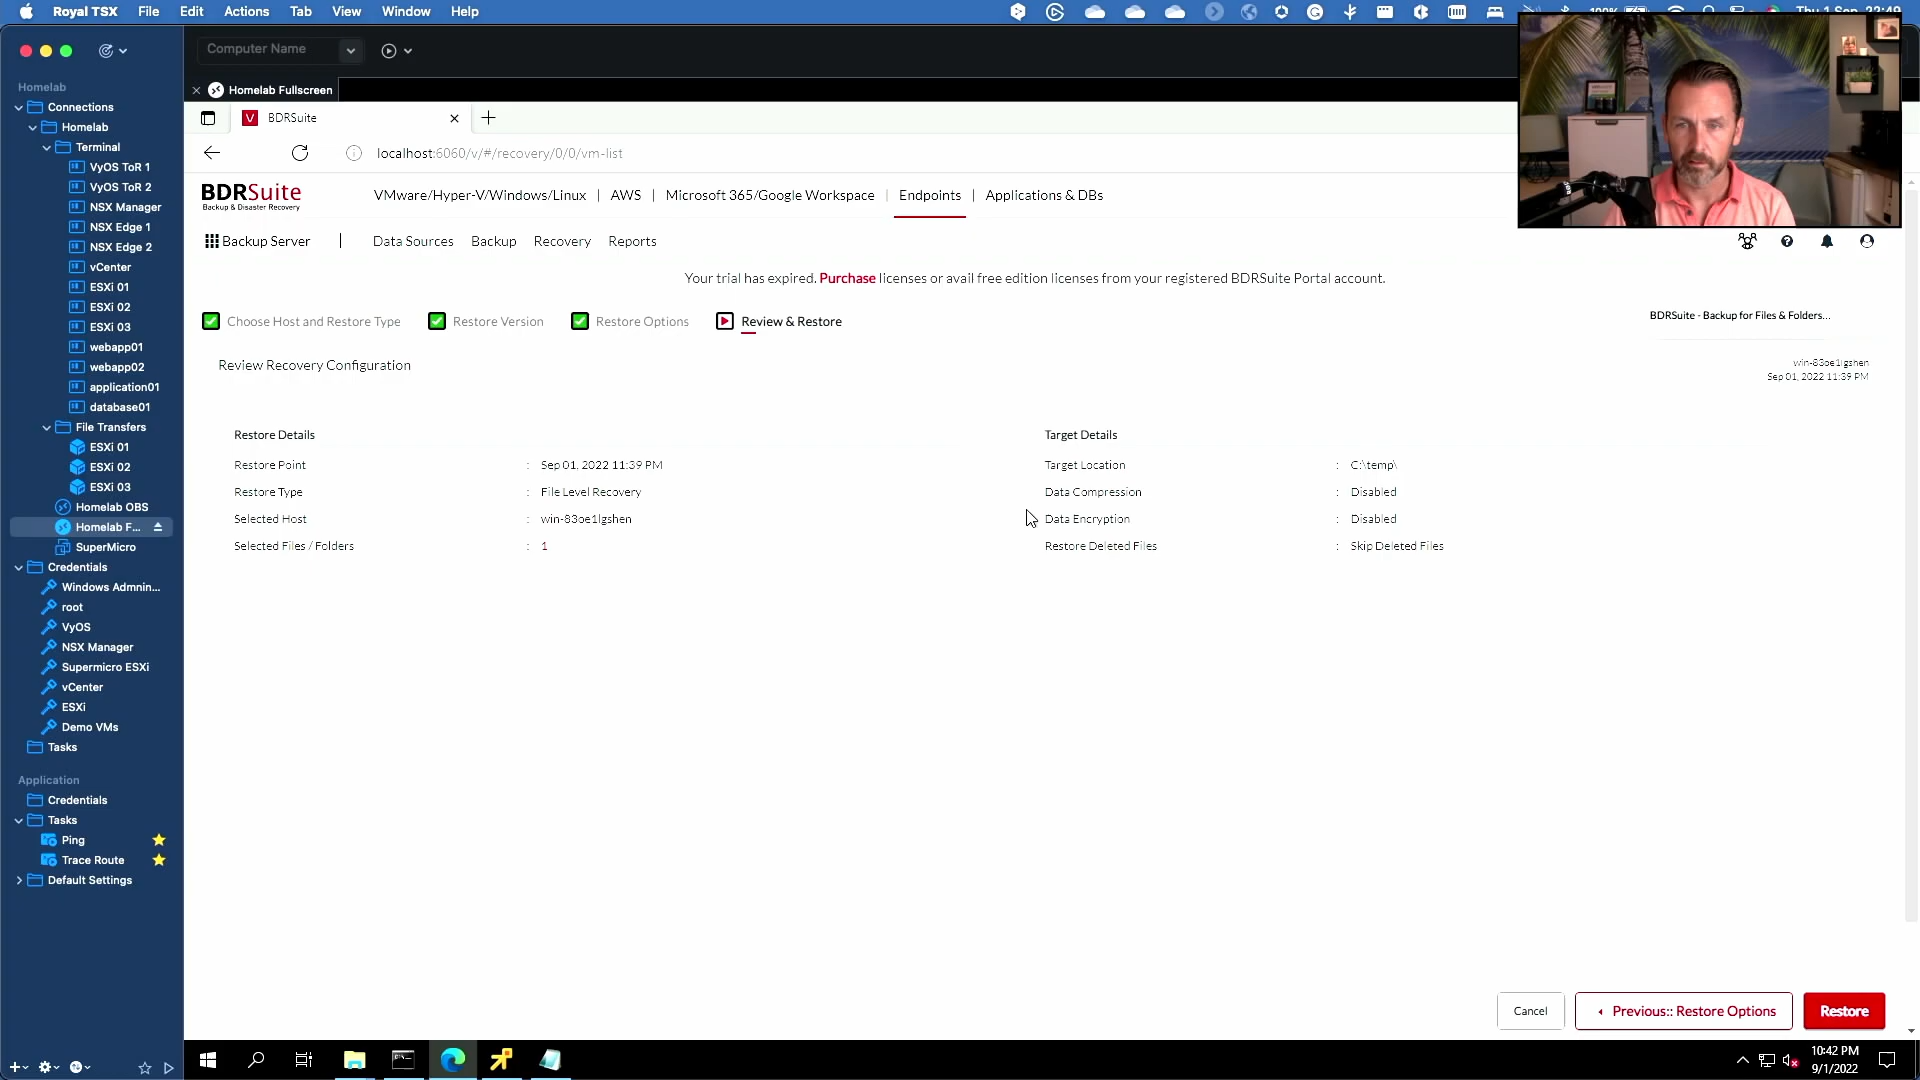 Royal TSX File Edit Actions Tab View Window Help
Computer Name
Homelab Fullscreen
BDRSuite
localhost:6060/v/#/recovery/0/0/vm-list
BDRSuite
Backup & Disaster Recovery
VMware/Hyper-V/Windows/Linux | AWS | Microsoft 365/Google Workspace | Endpoints | Applications & DBs
Backup Server | Data Sources Backup Recovery Reports
Your trial has expired. Purchase licenses or avail free edition licenses from your registered BDRSuite Portal account.
Choose Host and Restore Type Restore Version Restore Options Review & Restore
BDRSuite - Backup for Files & Folders...
Review Recovery Configuration
win-83oe1lgshen
Sep 01, 2022 11:39 PM
Restore Details
Restore Point : Sep 01, 2022 11:39 PM
Restore Type : File Level Recovery
Selected Host : win-83oe1lgshen
Selected Files / Folders : 1
Target Details
Target Location : C:\temp\
Data Compression : Disabled
Data Encryption : Disabled
Restore Deleted Files : Skip Deleted Files
Cancel
Previous:: Restore Options
Restore
Homelab
Connections
Homelab
Terminal
VyOS ToR 1
VyOS ToR 2
NSX Manager
NSX Edge 1
NSX Edge 2
vCenter
ESXi 01
ESXi 02
ESXi 03
webapp01
webapp02
application01
database01
File Transfers
ESXi 01
ESXi 02
ESXi 03
Homelab OBS
Homelab F...
SuperMicro
Credentials
Windows Admnin...
root
VyOS
NSX Manager
Supermicro ESXi
vCenter
ESXi
Demo VMs
Tasks
Application
Credentials
Tasks
Ping
Trace Route
Default Settings
10:42 PM
9/1/2022